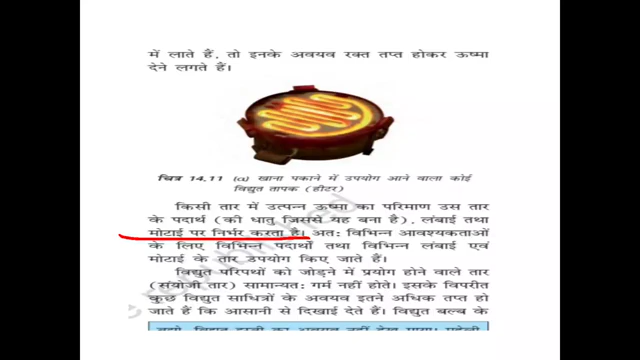 में लाते हैं, तो इनके अवयव रक्त तप्त होकर ऊष्मा
देने लगते हैं।
चित्र 14.11 (a) खाना पकाने में उपयोग आने वाला कोई
विद्युत तापक (हीटर)
किसी तार में उत्पन्न ऊष्मा का परिमाण उस तार
के पदार्थ (की धातु जिससे यह बना है), लंबाई तथा
मोटाई पर निर्भर करता है। अतः विभिन्न आवश्यकताओं
के लिए विभिन्न पदार्थों तथा विभिन्न लंबाई एवं
मोटाई के तार उपयोग किए जाते हैं।
विद्युत परिपथों को जोड़ने में प्रयोग होने वाले तार
(संयोजी तार) सामान्यतः गर्म नहीं होते। इसके विपरीत
कुछ विद्युत साधित्रों के अवयव इतने अधिक तप्त हो
जाते हैं कि आसानी से दिखाई देते हैं। विद्युत बल्ब के